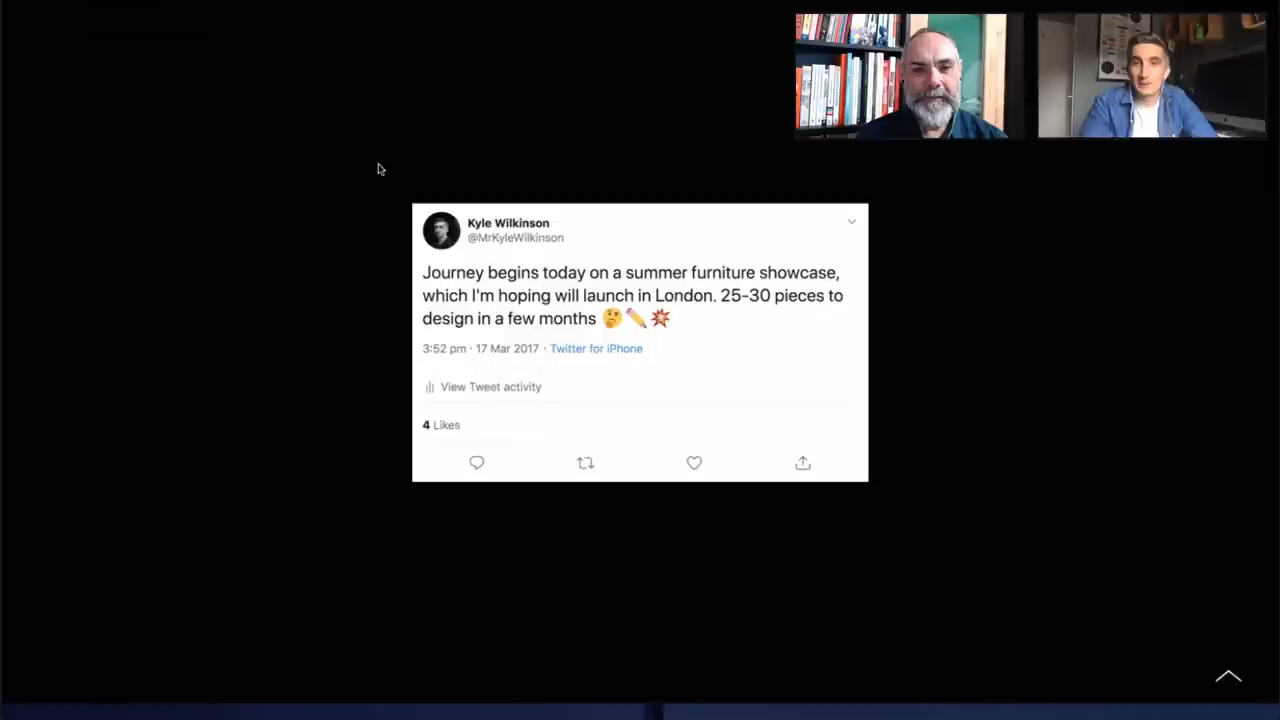 Kyle Wilkinson
@MrKyleWilkinson
Journey begins today on a summer furniture showcase,
which I'm hoping will launch in London. 25-30 pieces to
design in a few months 🤔✏️💥
3:52 pm · 17 Mar 2017 · Twitter for iPhone
View Tweet activity
4 Likes